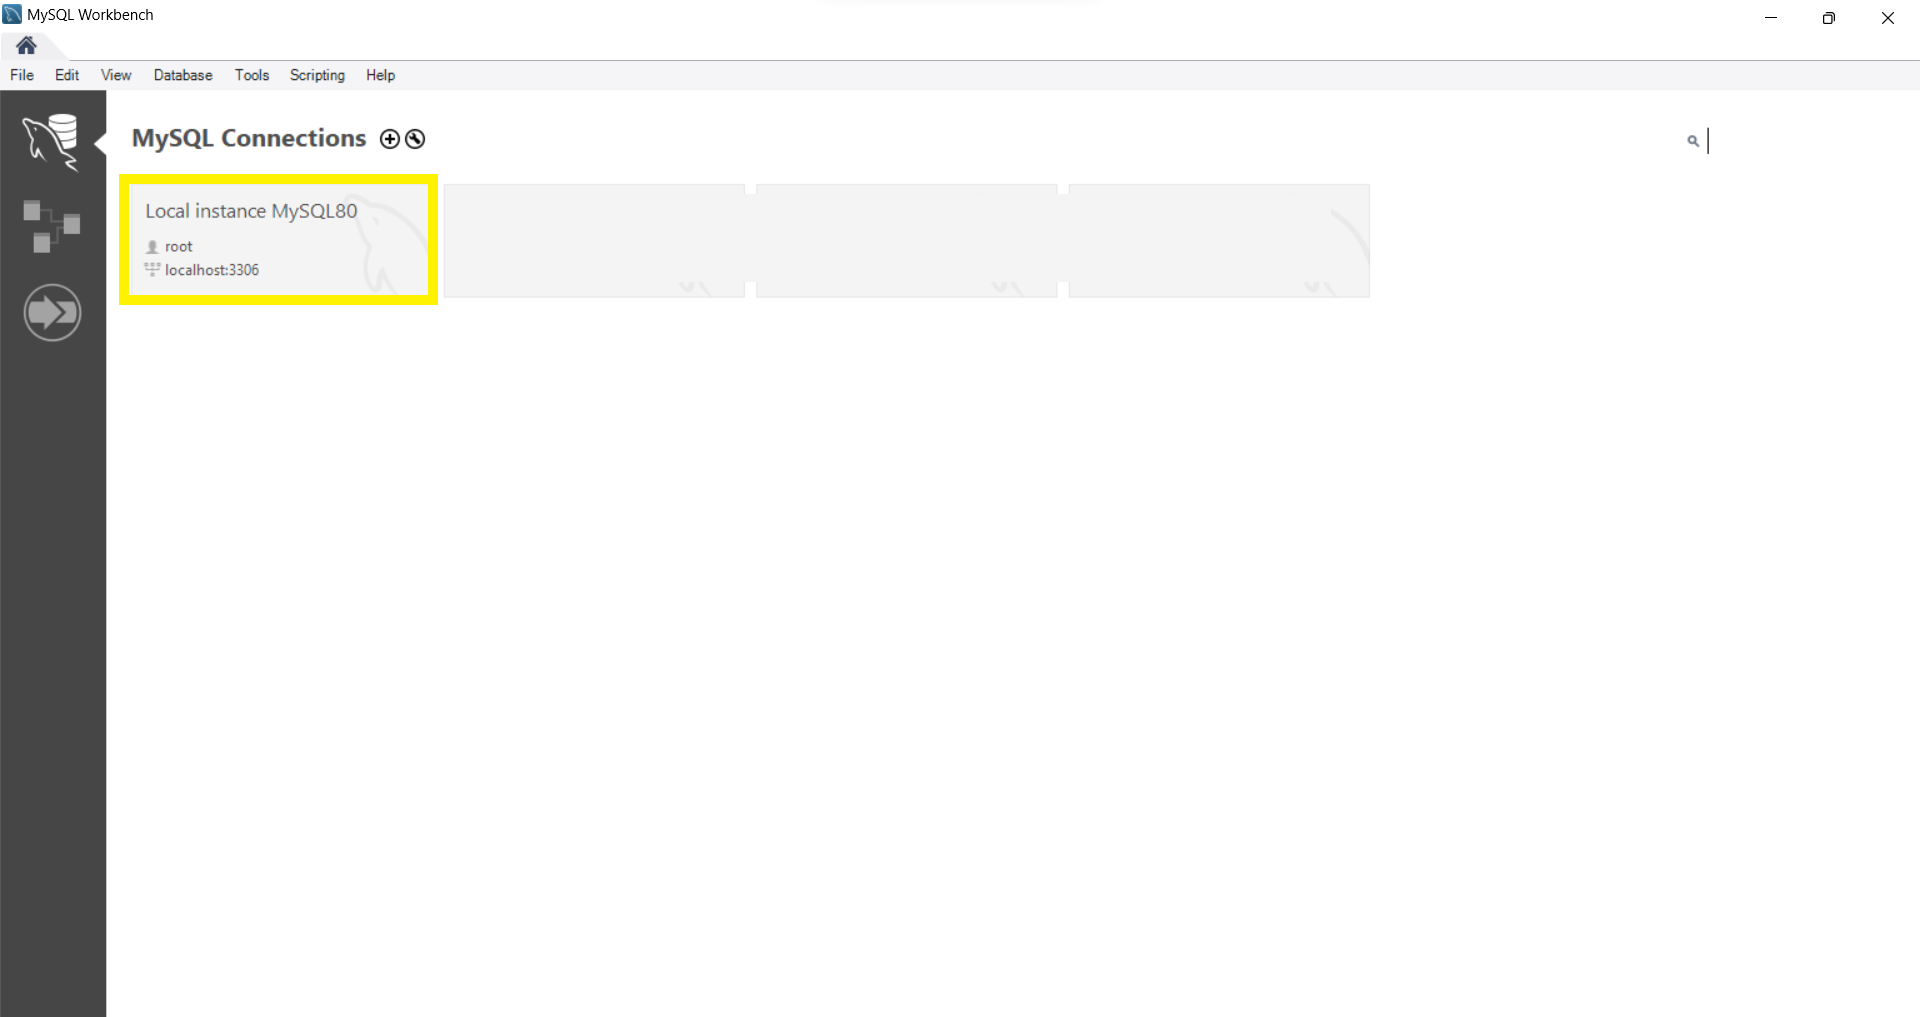 MySQL Workbench
File Edit View Database Tools Scripting Help
MySQL Connections
Local instance MySQL80
root
localhost:3306